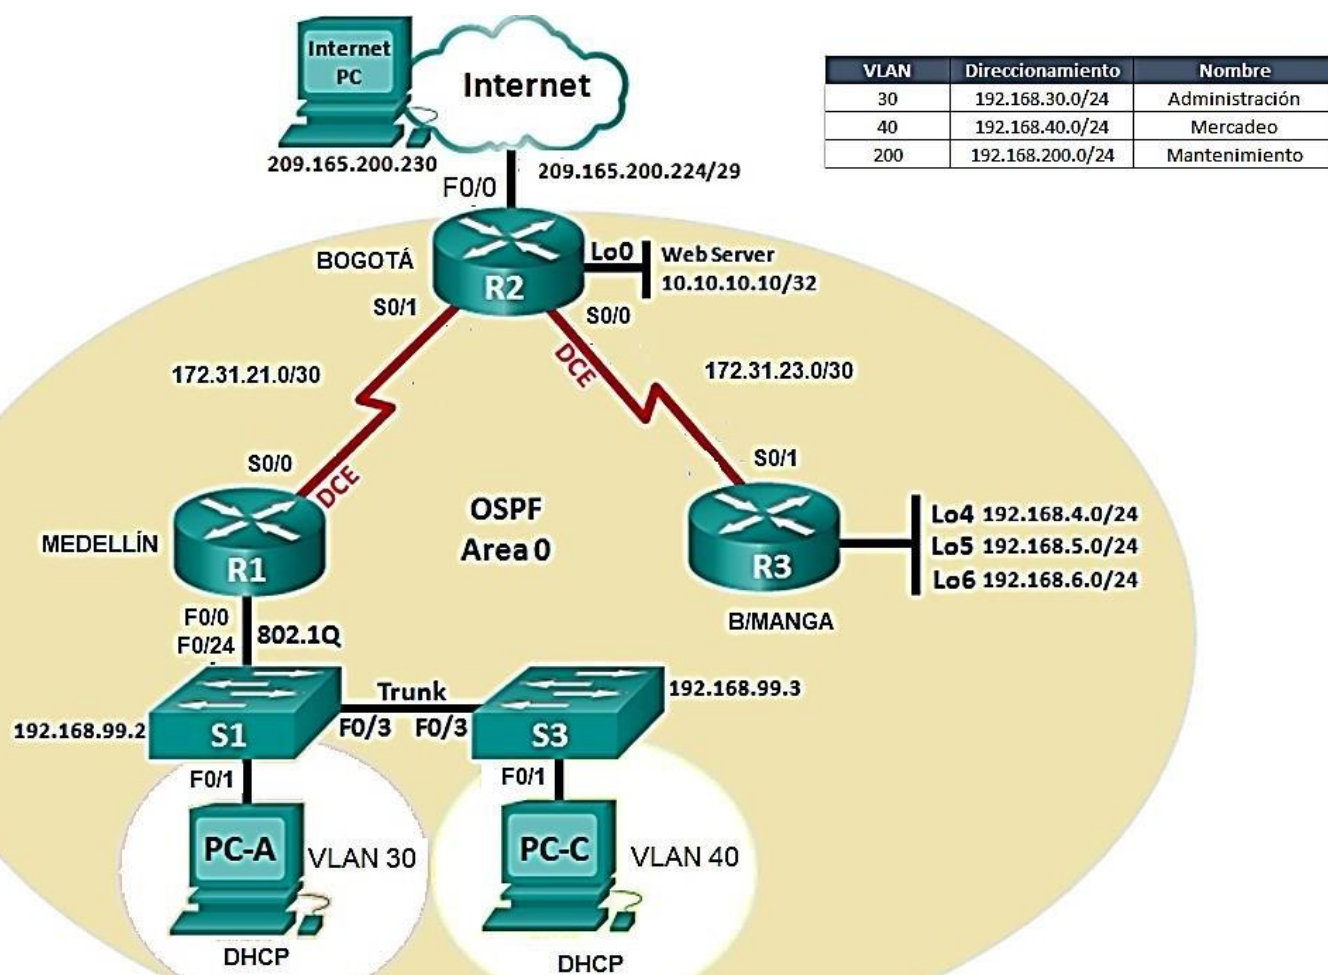 Internet
PC
Internet
209.165.200.230
209.165.200.224/29
F0/0
VLAN Direccionamiento Nombre
30 192.168.30.0/24 Administración
40 192.168.40.0/24 Mercadeo
200 192.168.200.0/24 Mantenimiento
BOGOTÁ
R2
Lo0
Web Server
10.10.10.10/32
S0/1
S0/0
DCE
172.31.21.0/30
172.31.23.0/30
S0/0
DCE
S0/1
OSPF
Area 0
MEDELLÍN
R1
R3
B/MANGA
Lo4 192.168.4.0/24
Lo5 192.168.5.0/24
Lo6 192.168.6.0/24
F0/0
F0/24
802.1Q
192.168.99.2
S1
Trunk
F0/3 F0/3
S3
192.168.99.3
F0/1
F0/1
PC-A
VLAN 30
DHCP
PC-C
VLAN 40
DHCP